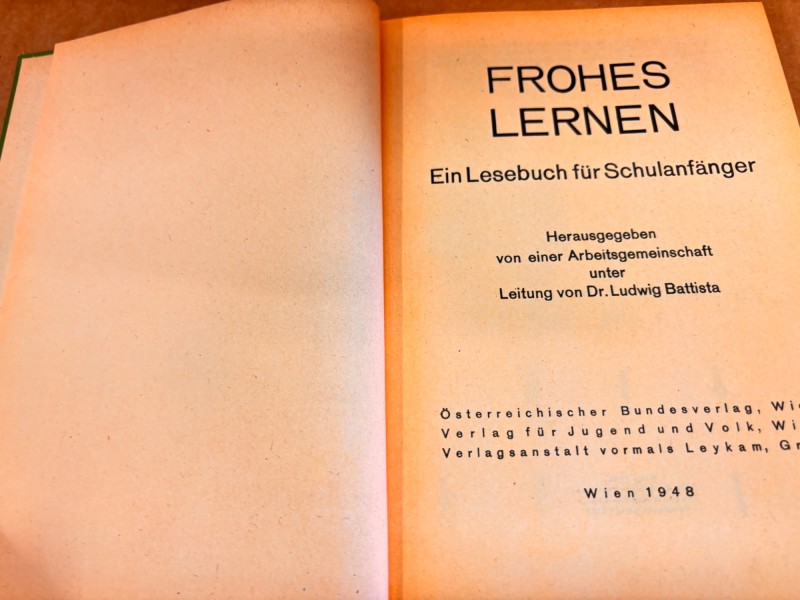 FROHES
LERNEN
Ein Lesebuch für Schulanfänger
Herausgegeben
von einer Arbeitsgemeinschaft
unter
Leitung von Dr. Ludwig Battista
Österreichischer Bundesverlag,
Verlag für Jugend und Volk,
Verlagsanstalt vormals Leykam,
Wien 1948